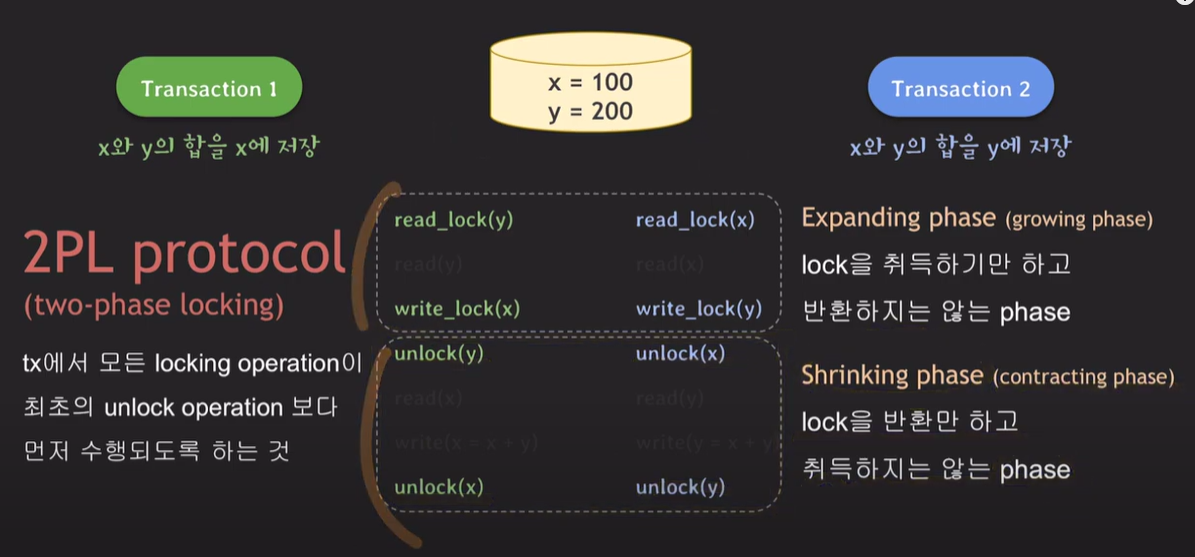 Transaction 1
x와 y의 합을 x에 저장
x = 100
y = 200
Transaction 2
x와 y의 합을 y에 저장
2PL protocol
(two-phase locking)
tx에서 모든 locking operation이
최초의 unlock operation 보다
먼저 수행되도록 하는 것
read_lock(y)
read(y)
write_lock(x)
unlock(y)
read(x)
write(x = x + y)
unlock(x)
read_lock(x)
read(x)
write_lock(y)
unlock(x)
read(y)
write(y = x + y
unlock(y)
Expanding phase (growing phase)
lock을 취득하기만 하고
반환하지는 않는 phase
Shrinking phase (contracting phase)
lock을 반환만 하고
취득하지는 않는 phase